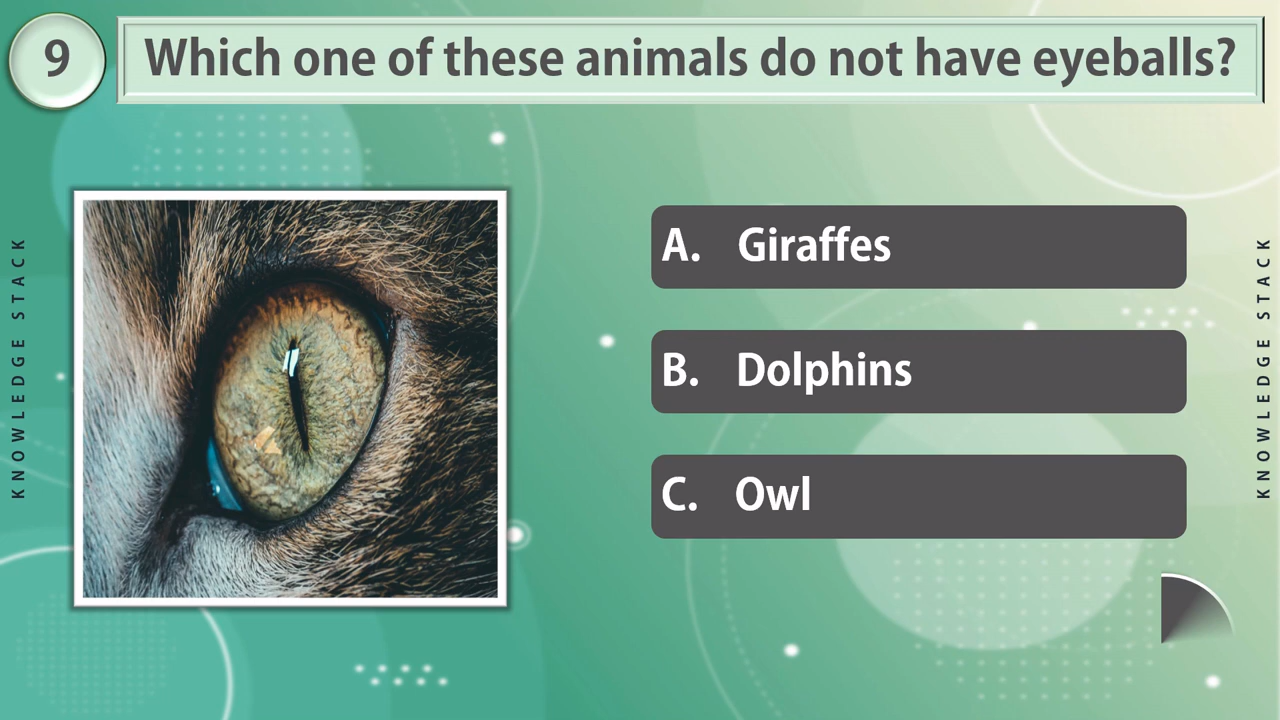 9
Which one of these animals do not have eyeballs?
KNOWLEDGE STACK
A. Giraffes
B. Dolphins
C. Owl
KNOWLEDGE STACK